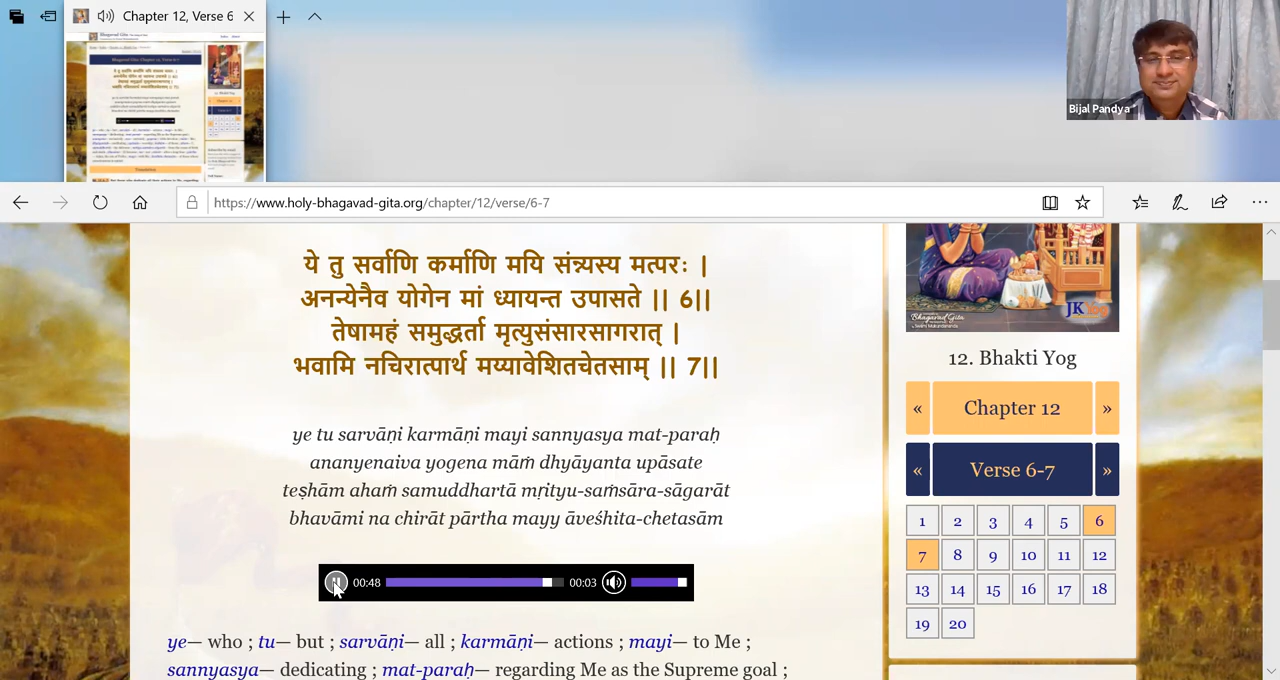 Chapter 12, Verse 6
Bijal Pandya
https://www.holy-bhagavad-gita.org/chapter/12/verse/6-7
ये तु सर्वाणि कर्माणि मयि संन्न्यस्य मत्परः |
अनन्येनैव योगेन मां ध्यायन्त उपासते || 6||
तेषामहं समुद्धर्ता मृत्युसंसारसागरात् |
भवामि नचिरात्पार्थ मय्यावेशितचेतसाम् || 7||
ye tu sarvāṇi karmāṇi mayi sannyasya mat-paraḥ
ananyenaiva yogena māṁ dhyāyanta upāsate
teṣhām ahaṁ samuddhartā mṛityu-saṁsāra-sāgarāt
bhavāmi na chirāt pārtha mayy āveśhita-chetasām
00:48 00:03
ye— who ; tu— but ; sarvāṇi— all ; karmāṇi— actions ; mayi— to Me ;
sannyasya— dedicating ; mat-paraḥ— regarding Me as the Supreme goal ;
Bhagavad Gita
JK Yog
12. Bhakti Yog
« Chapter 12 »
« Verse 6-7 »
1 2 3 4 5 6
7 8 9 10 11 12
13 14 15 16 17 18
19 20